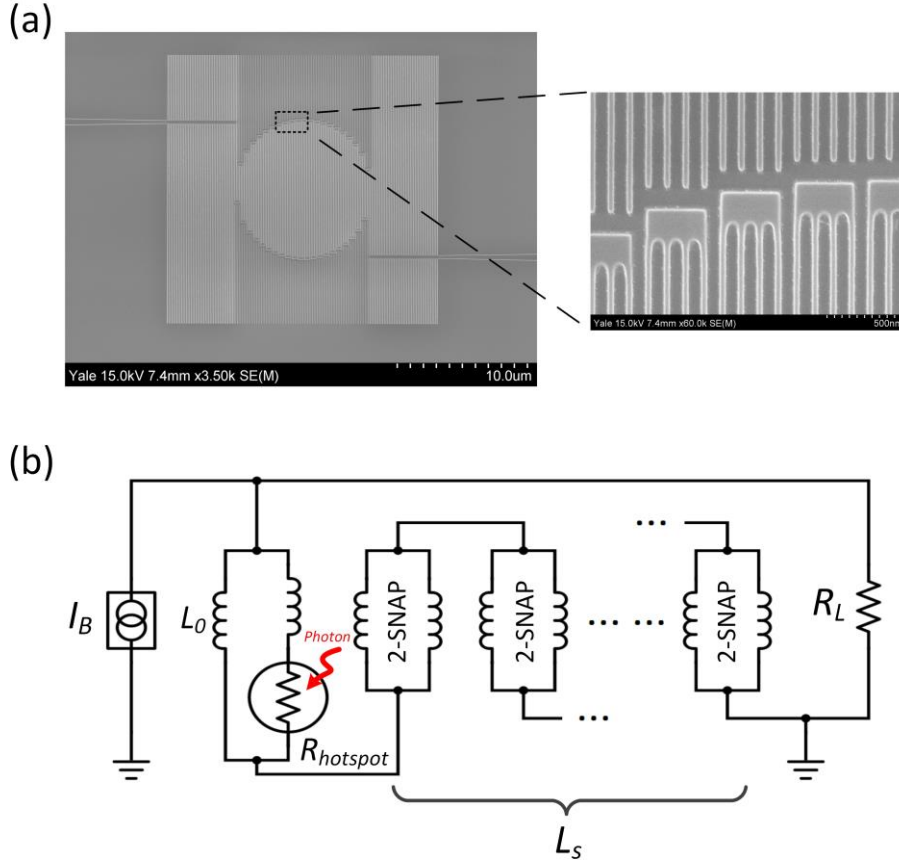 (a)
Yale 15.0kV 7.4mm x3.50k SE(M)
10.0um
Yale 15.0kV 7.4mm x60.0k SE(M)
500nm
(b)
I_B
L_0
Photon
R_hotspot
2-SNAP
2-SNAP
2-SNAP
...
... ...
...
R_L
L_s